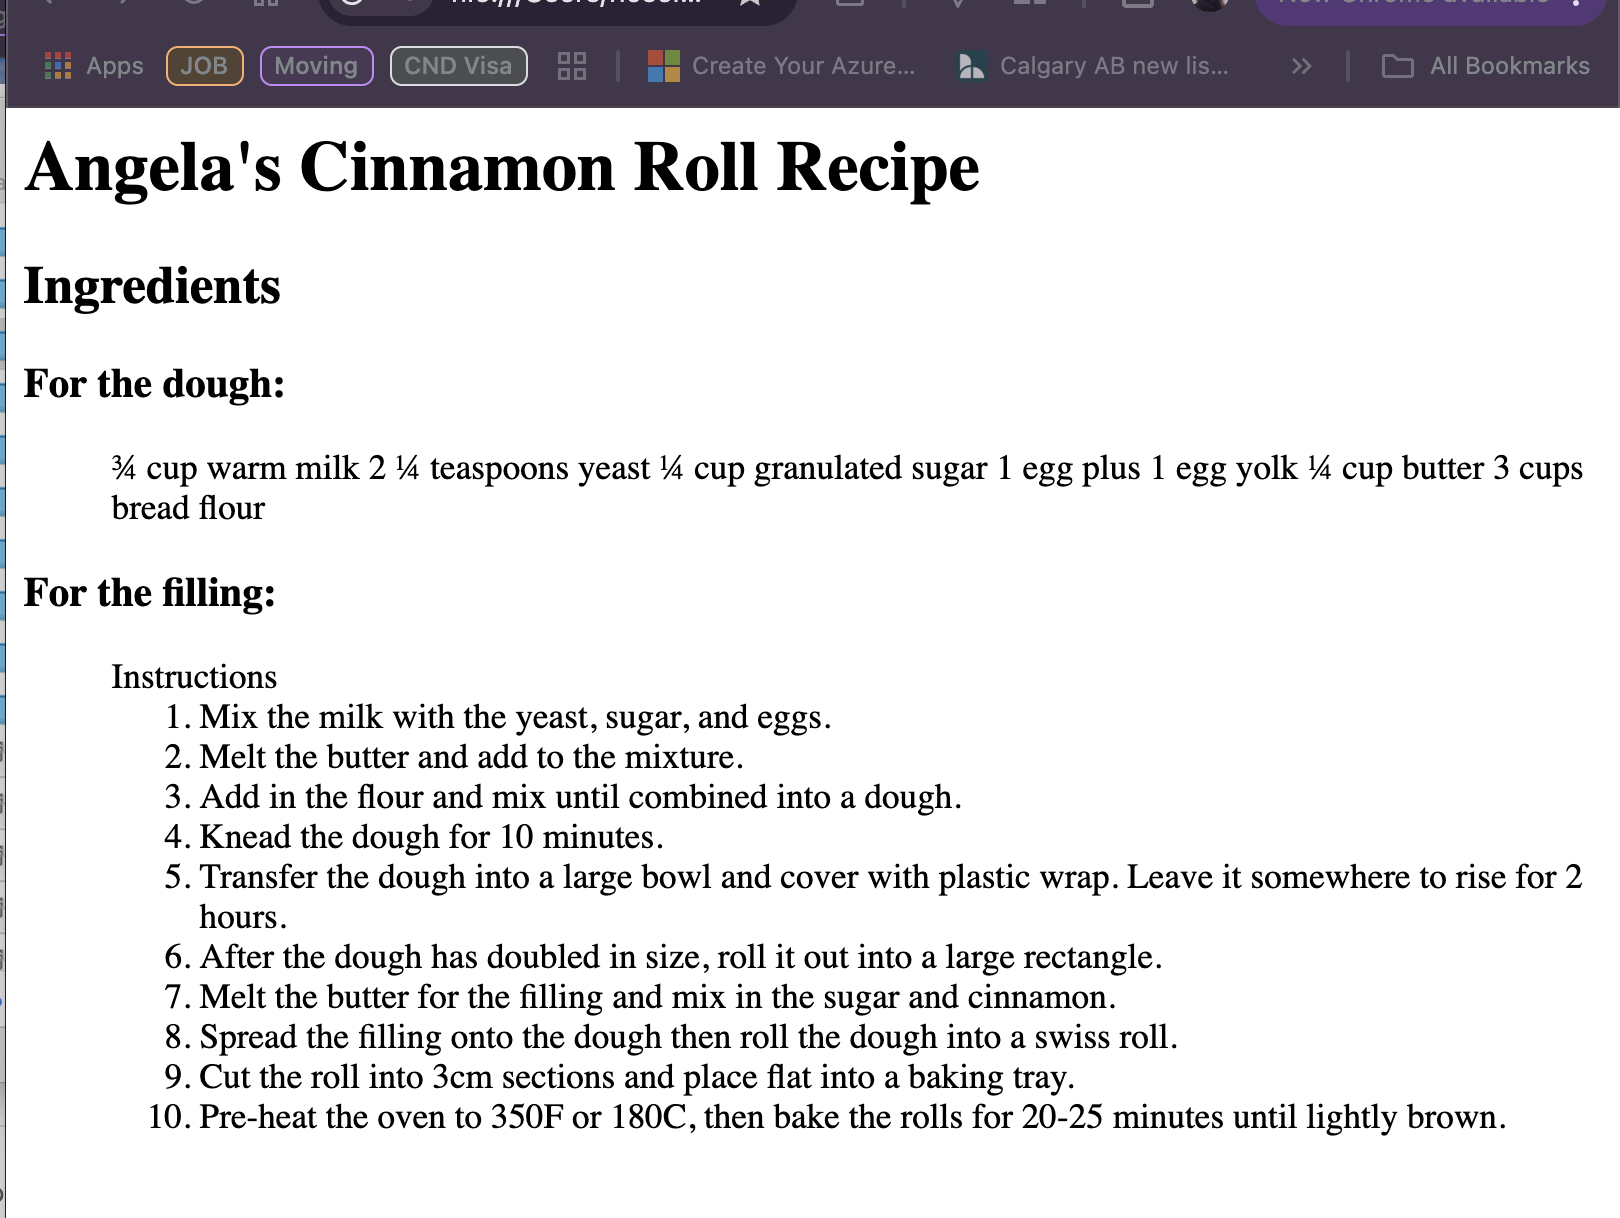 Apps JOB Moving CND Visa Create Your Azure... Calgary AB new lis... >> All Bookmarks
Angela's Cinnamon Roll Recipe
Ingredients
For the dough:
¾ cup warm milk 2 ¼ teaspoons yeast ¼ cup granulated sugar 1 egg plus 1 egg yolk ¼ cup butter 3 cups
bread flour
For the filling:
Instructions
1. Mix the milk with the yeast, sugar, and eggs.
2. Melt the butter and add to the mixture.
3. Add in the flour and mix until combined into a dough.
4. Knead the dough for 10 minutes.
5. Transfer the dough into a large bowl and cover with plastic wrap. Leave it somewhere to rise for 2
hours.
6. After the dough has doubled in size, roll it out into a large rectangle.
7. Melt the butter for the filling and mix in the sugar and cinnamon.
8. Spread the filling onto the dough then roll the dough into a swiss roll.
9. Cut the roll into 3cm sections and place flat into a baking tray.
10. Pre-heat the oven to 350F or 180C, then bake the rolls for 20-25 minutes until lightly brown.